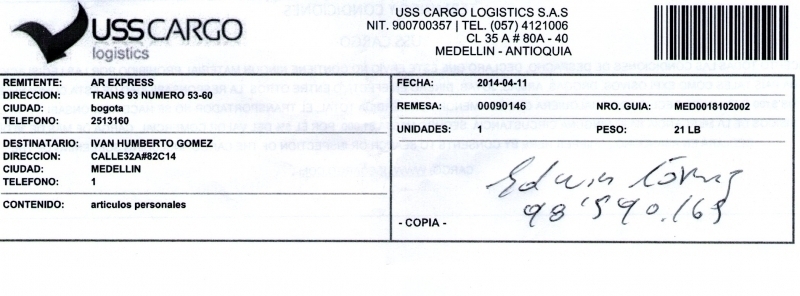 USSCARGO
logistics
USS CARGO LOGISTICS S.A.S
NIT. 900700357 | TEL. (057) 4121006
CL 35 A # 80A - 40
MEDELLIN - ANTIOQUIA
REMITENTE: AR EXPRESS
DIRECCION: TRANS 93 NUMERO 53-60
CIUDAD: bogota
TELEFONO: 2513160
DESTINATARIO: IVAN HUMBERTO GOMEZ
DIRECCION: CALLE32A#82C14
CIUDAD: MEDELLIN
TELEFONO: 1
CONTENIDO: articulos personales
FECHA: 2014-04-11
REMESA: 00090146 NRO. GUIA: MED0018102002
UNIDADES: 1 PESO: 21 LB
Edwin
98'590.169
- COPIA -